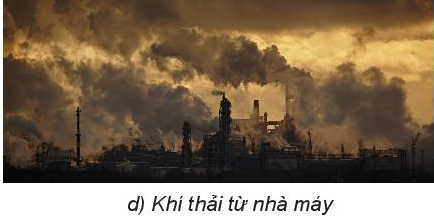 d) Khí thải từ nhà máy